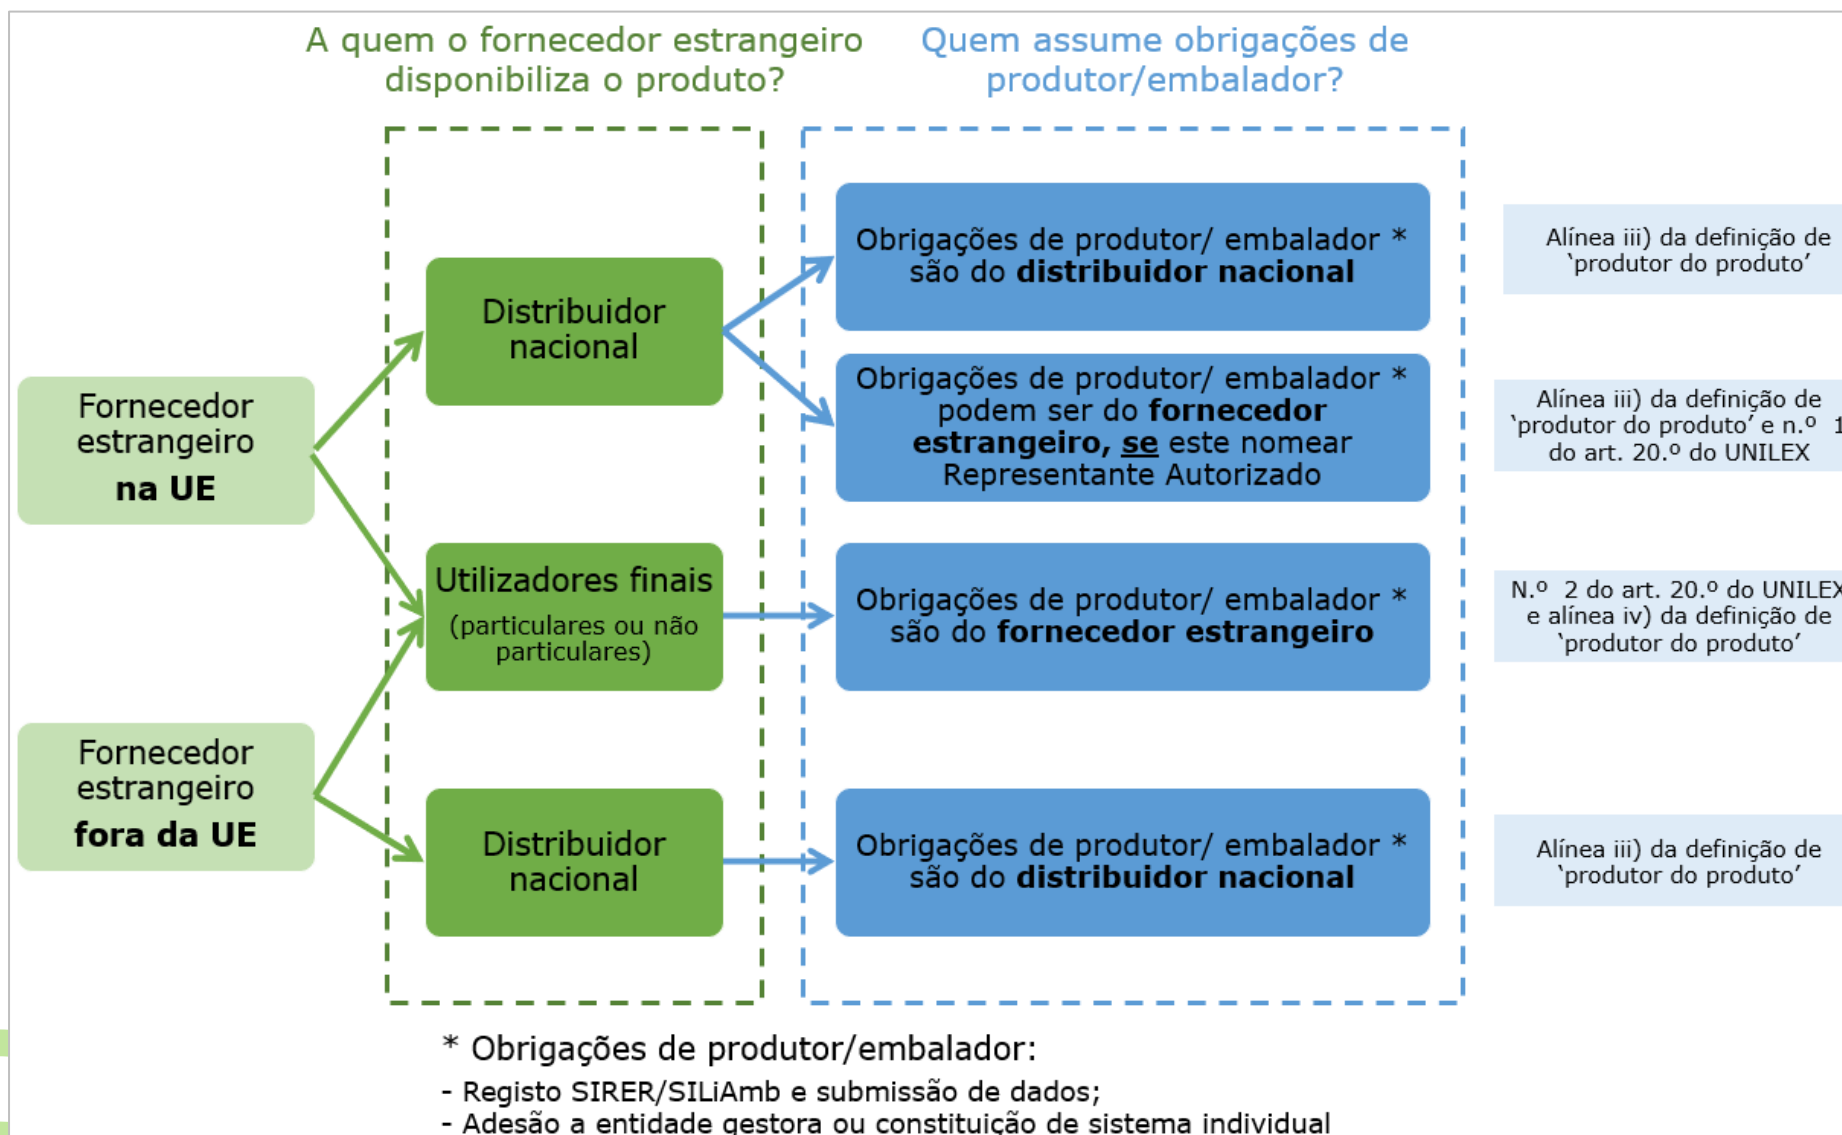 A quem o fornecedor estrangeiro
disponibiliza o produto?
Quem assume obrigações de
produtor/embalador?
Fornecedor
estrangeiro
na UE
Fornecedor
estrangeiro
fora da UE
Distribuidor
nacional
Utilizadores finais
(particulares ou não
particulares)
Distribuidor
nacional
Obrigações de produtor/ embalador *
são do distribuidor nacional
Obrigações de produtor/ embalador *
podem ser do fornecedor
estrangeiro, se este nomear
Representante Autorizado
Obrigações de produtor/ embalador *
são do fornecedor estrangeiro
Obrigações de produtor/ embalador *
são do distribuidor nacional
Alínea iii) da definição de
‘produtor do produto’
Alínea iii) da definição de
‘produtor do produto’ e n.º 1
do art. 20.º do UNILEX
N.º 2 do art. 20.º do UNILEX
e alínea iv) da definição de
‘produtor do produto’
Alínea iii) da definição de
‘produtor do produto’
* Obrigações de produtor/embalador:
- Registo SIRER/SILiAmb e submissão de dados;
- Adesão a entidade gestora ou constituição de sistema individual